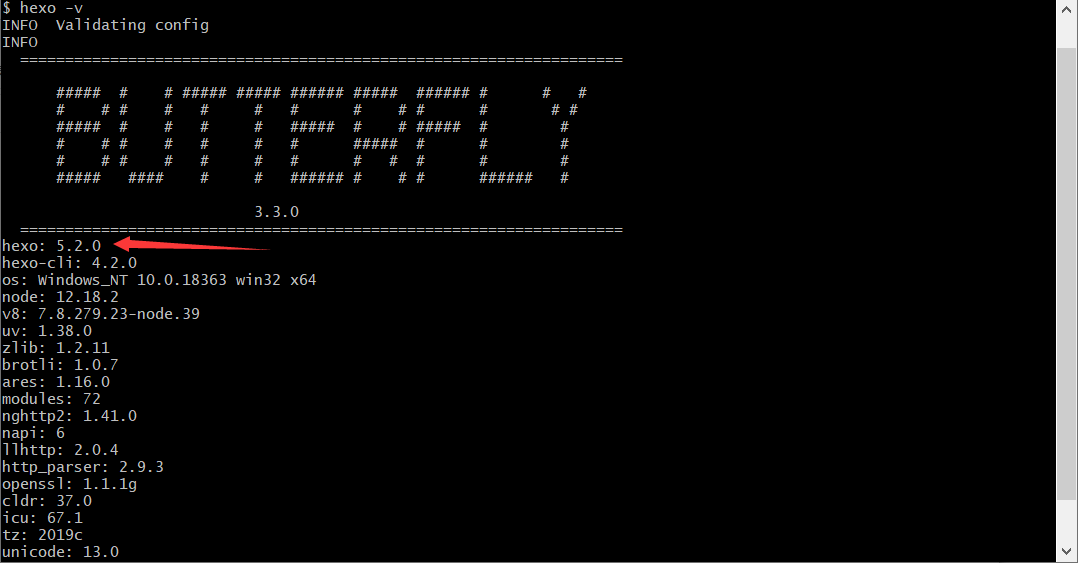 $ hexo -v
INFO  Validating config
INFO
===================================================================
BUTTERFLY
3.3.0
===================================================================
hexo: 5.2.0
hexo-cli: 4.2.0
os: Windows_NT 10.0.18363 win32 x64
node: 12.18.2
v8: 7.8.279.23-node.39
uv: 1.38.0
zlib: 1.2.11
brotli: 1.0.7
ares: 1.16.0
modules: 72
nghttp2: 1.41.0
napi: 6
llhttp: 2.0.4
http_parser: 2.9.3
openssl: 1.1.1g
cldr: 37.0
icu: 67.1
tz: 2019c
unicode: 13.0